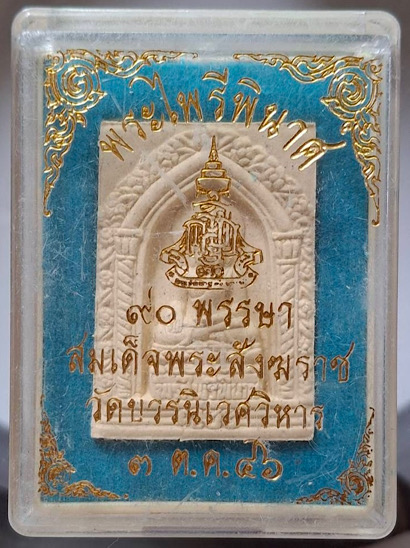 พระไพรีพินาศ
๙๐ พรรษา
สมเด็จพระสังฆราช
วัดบวรนิเวศวิหาร
๓ ต.ค.๔๖